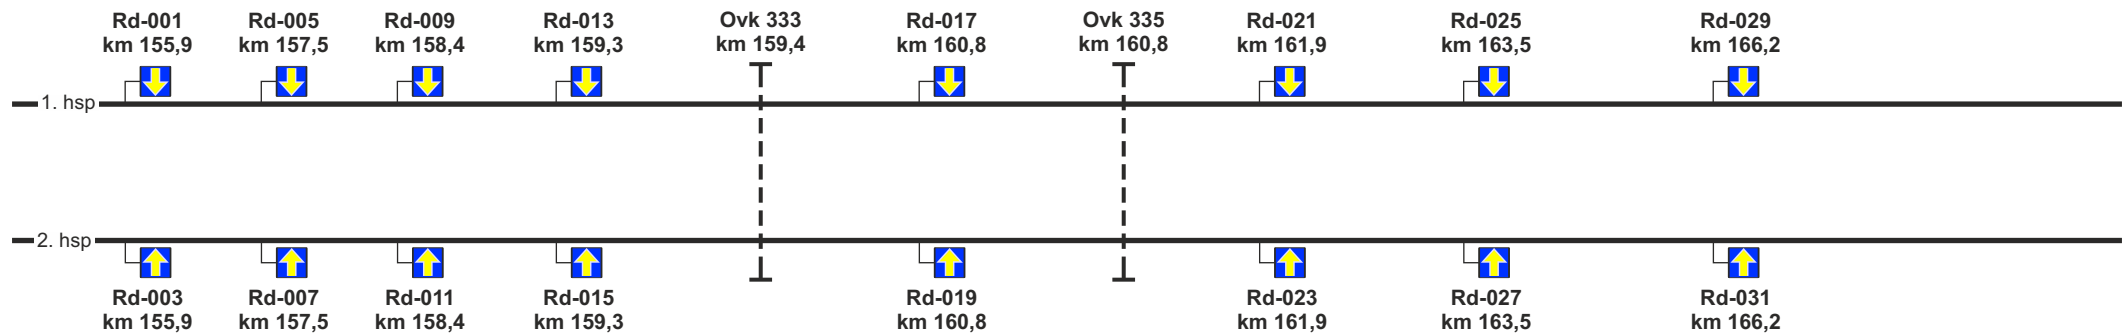 Rd-001 Rd-005 Rd-009 Rd-013 Ovk 333 Rd-017 Ovk 335 Rd-021 Rd-025 Rd-029
km 155,9 km 157,5 km 158,4 km 159,3 km 159,4 km 160,8 km 160,8 km 161,9 km 163,5 km 166,2
1. hsp
2. hsp
Rd-003 Rd-007 Rd-011 Rd-015 Rd-019 Rd-023 Rd-027 Rd-031
km 155,9 km 157,5 km 158,4 km 159,3 km 160,8 km 161,9 km 163,5 km 166,2